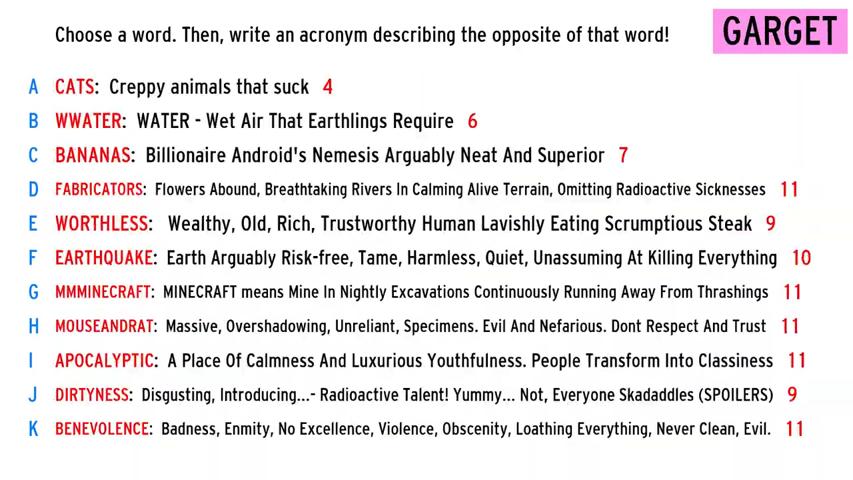 Choose a word. Then, write an acronym describing the opposite of that word!
GARGET
A CATS: Creppy animals that suck 4
B WWATER: WATER - Wet Air That Earthlings Require 6
C BANANAS: Billionaire Android's Nemesis Arguably Neat And Superior 7
D FABRICATORS: Flowers Abound, Breathtaking Rivers In Calming Alive Terrain, Omitting Radioactive Sicknesses 11
E WORTHLESS: Wealthy, Old, Rich, Trustworthy Human Lavishly Eating Scrumptious Steak 9
F EARTHQUAKE: Earth Arguably Risk-free, Tame, Harmless, Quiet, Unassuming At Killing Everything 10
G MMMINECRAFT: MINECRAFT means Mine In Nightly Excavations Continuously Running Away From Thrashings 11
H MOUSEANDRAT: Massive, Overshadowing, Unreliant, Specimens. Evil And Nefarious. Dont Respect And Trust 11
I APOCALYPTIC: A Place Of Calmness And Luxurious Youthfulness. People Transform Into Classiness 11
J DIRTYNESS: Disgusting, Introducing...- Radioactive Talent! Yummy... Not, Everyone Skadaddles (SPOILERS) 9
K BENEVOLENCE: Badness, Enmity, No Excellence, Violence, Obscenity, Loathing Everything, Never Clean, Evil. 11